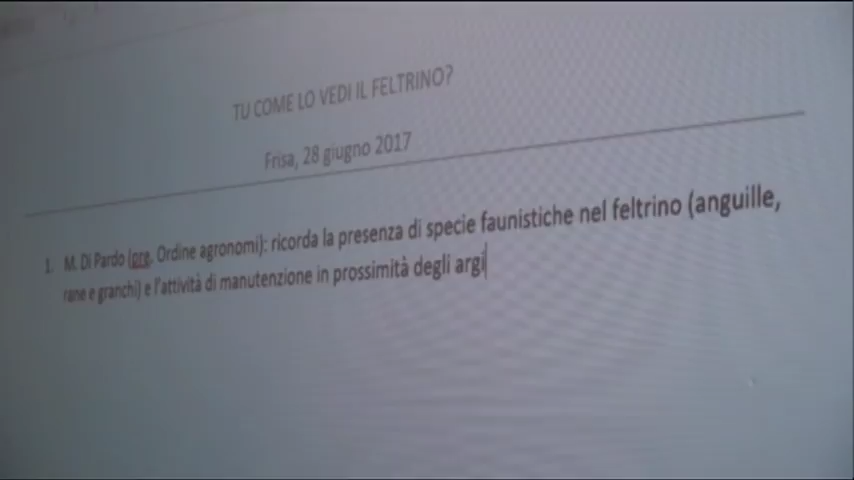 TU COME LO VEDI IL FELTRINO?
Frisa, 28 giugno 2017
1. M. Di Pardo (pre. Ordine agronomi): ricorda la presenza di specie faunistiche nel feltrino (anguille,
rane e granchi) e l'attività di manutenzione in prossimità degli argi